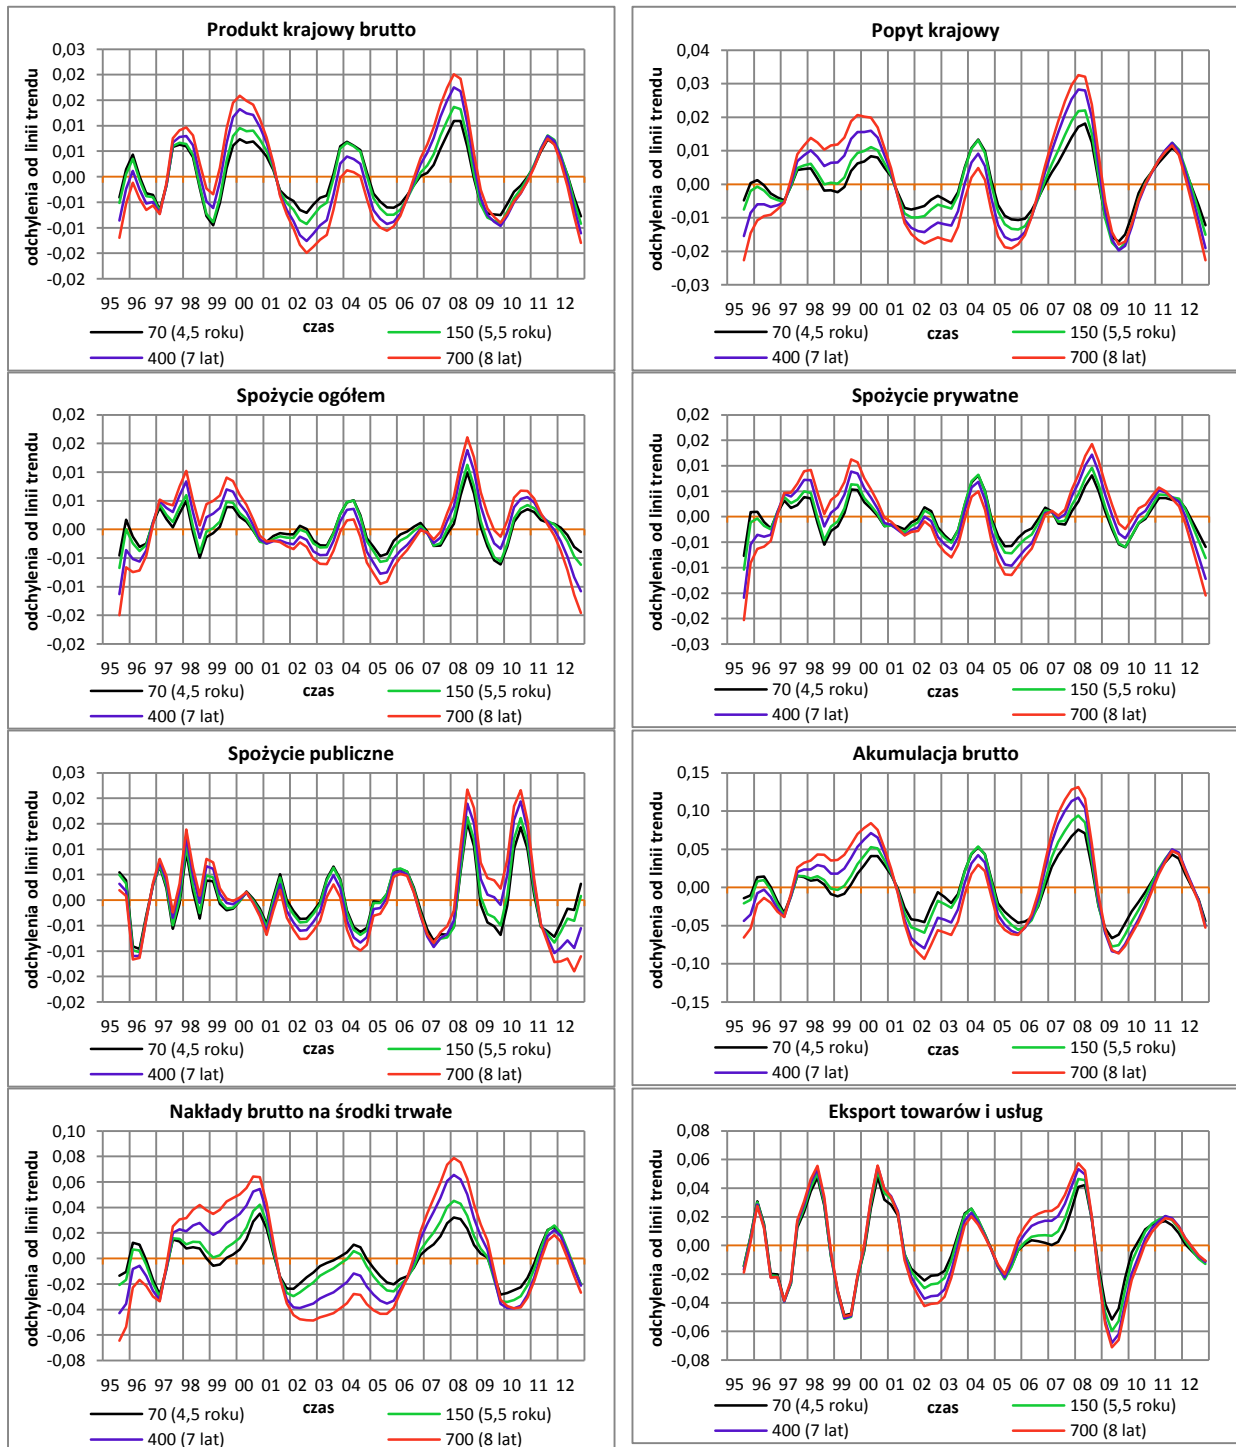 Produkt krajowy brutto
odchylenia od linii trendu
0,03
0,02
0,02
0,01
0,01
0,00
-0,01
-0,01
-0,02
-0,02
95 96 97 98 99 00 01 02 03 04 05 06 07 08 09 10 11 12
czas
70 (4,5 roku) 150 (5,5 roku)
400 (7 lat) 700 (8 lat)
Popyt krajowy
odchylenia od linii trendu
0,04
0,03
0,02
0,01
0,00
-0,01
-0,02
-0,03
95 96 97 98 99 00 01 02 03 04 05 06 07 08 09 10 11 12
czas
70 (4,5 roku) 150 (5,5 roku)
400 (7 lat) 700 (8 lat)
Spożycie ogółem
odchylenia od linii trendu
0,02
0,02
0,01
0,01
0,00
-0,01
-0,01
-0,02
-0,02
95 96 97 98 99 00 01 02 03 04 05 06 07 08 09 10 11 12
czas
70 (4,5 roku) 150 (5,5 roku)
400 (7 lat) 700 (8 lat)
Spożycie prywatne
odchylenia od linii trendu
0,02
0,02
0,01
0,01
0,00
-0,01
-0,01
-0,02
-0,02
-0,03
95 96 97 98 99 00 01 02 03 04 05 06 07 08 09 10 11 12
czas
70 (4,5 roku) 150 (5,5 roku)
400 (7 lat) 700 (8 lat)
Spożycie publiczne
odchylenia od linii trendu
0,03
0,02
0,02
0,01
0,01
0,00
-0,01
-0,01
-0,02
-0,02
95 96 97 98 99 00 01 02 03 04 05 06 07 08 09 10 11 12
czas
70 (4,5 roku) 150 (5,5 roku)
400 (7 lat) 700 (8 lat)
Akumulacja brutto
odchylenia od linii trendu
0,15
0,10
0,05
0,00
-0,05
-0,10
-0,15
95 96 97 98 99 00 01 02 03 04 05 06 07 08 09 10 11 12
czas
70 (4,5 roku) 150 (5,5 roku)
400 (7 lat) 700 (8 lat)
Nakłady brutto na środki trwałe
odchylenia od linii trendu
0,10
0,08
0,06
0,04
0,02
0,00
-0,02
-0,04
-0,06
-0,08
95 96 97 98 99 00 01 02 03 04 05 06 07 08 09 10 11 12
czas
70 (4,5 roku) 150 (5,5 roku)
400 (7 lat) 700 (8 lat)
Eksport towarów i usług
odchylenia od linii trendu
0,08
0,06
0,04
0,02
0,00
-0,02
-0,04
-0,06
-0,08
95 96 97 98 99 00 01 02 03 04 05 06 07 08 09 10 11 12
czas
70 (4,5 roku) 150 (5,5 roku)
400 (7 lat) 700 (8 lat)